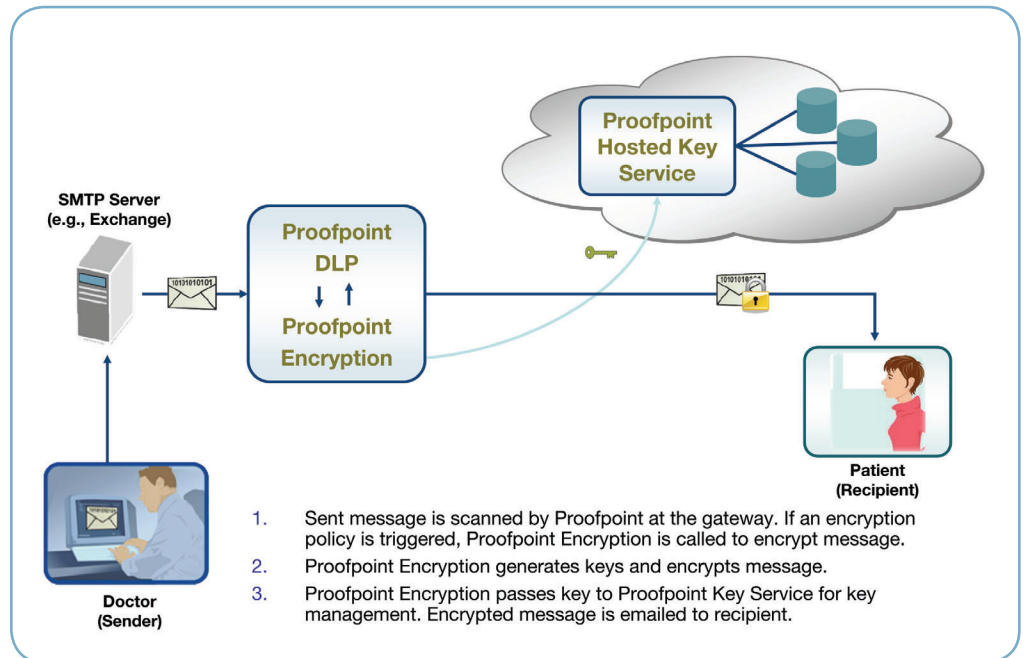 Proofpoint
Hosted Key
Service
SMTP Server
(e.g., Exchange)
Proofpoint
DLP
Proofpoint
Encryption
10101010101
Patient
(Recipient)
Doctor
(Sender)
1. Sent message is scanned by Proofpoint at the gateway. If an encryption
policy is triggered, Proofpoint Encryption is called to encrypt message.
2. Proofpoint Encryption generates keys and encrypts message.
3. Proofpoint Encryption passes key to Proofpoint Key Service for key
management. Encrypted message is emailed to recipient.